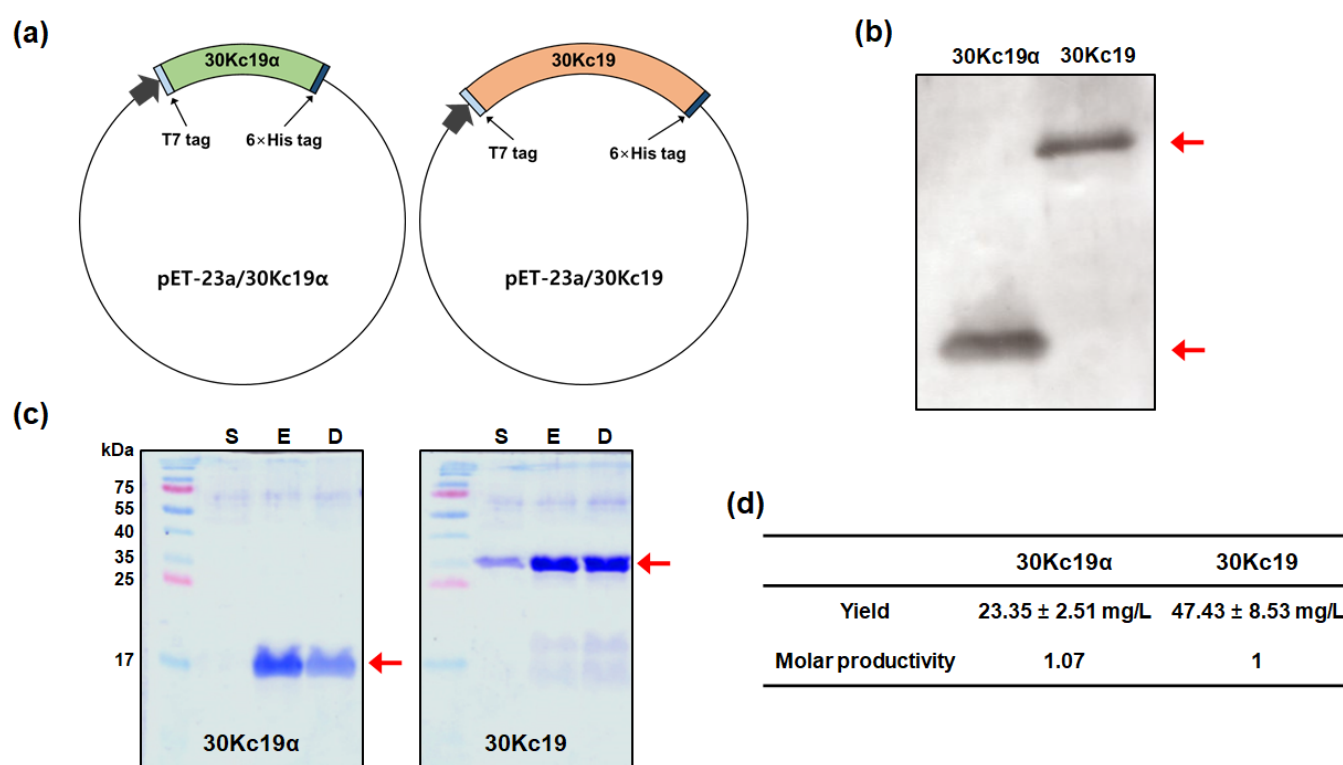 (a)
30Kc19α
T7 tag
6×His tag
pET-23a/30Kc19α
30Kc19
T7 tag
6×His tag
pET-23a/30Kc19
(b)
30Kc19α 30Kc19
(c)
kDa
S E D
75
55
40
35
25
17
30Kc19α
S E D
30Kc19
(d)
30Kc19α 30Kc19
Yield 23.35 ± 2.51 mg/L 47.43 ± 8.53 mg/L
Molar productivity 1.07 1